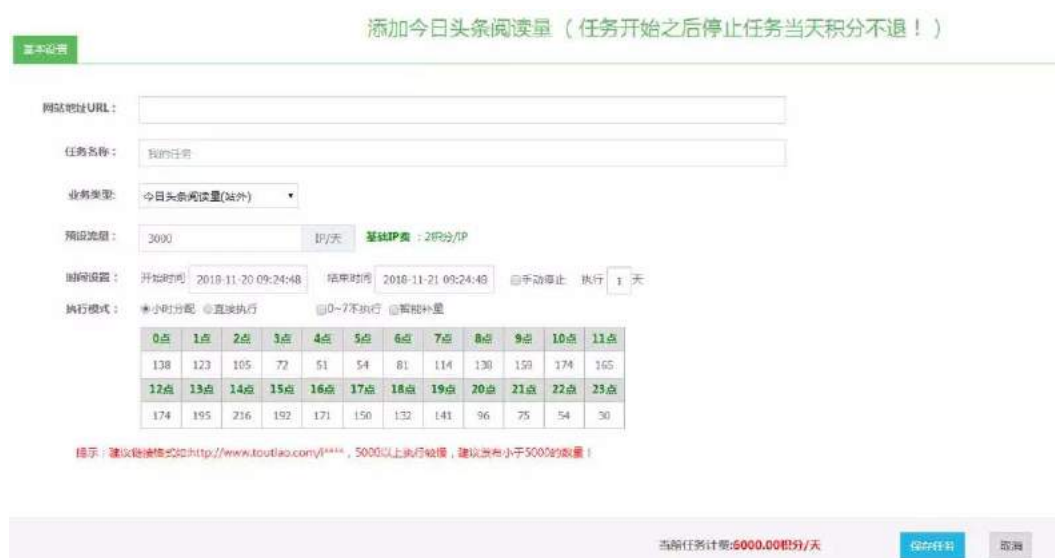 添加今日头条阅读量 （任务开始之后停止任务当天积分不退！）
基本设置
网站地址URL：
任务名称： 我的任务
业务类型: 今日头条阅读量(站外)
预设流量： 3000 IP/天 基础IP费 ：2积分/IP
时间设置： 开始时间 2018-11-20 09:24:48 结束时间 2018-11-21 09:24:48 手动停止 执行 1 天
执行模式： 小时分配 直接执行 0~7不执行 智能补量
0点 1点 2点 3点 4点 5点 6点 7点 8点 9点 10点 11点
138 123 105 72 51 54 81 114 138 159 174 165
12点 13点 14点 15点 16点 17点 18点 19点 20点 21点 22点 23点
174 195 216 192 171 150 132 141 96 75 54 30
提示：建议链接格式如:http://www.toutiao.com/i****，5000以上执行较慢，建议发布小于5000的数量！
当前任务计费:6000.00积分/天 保存任务 取消